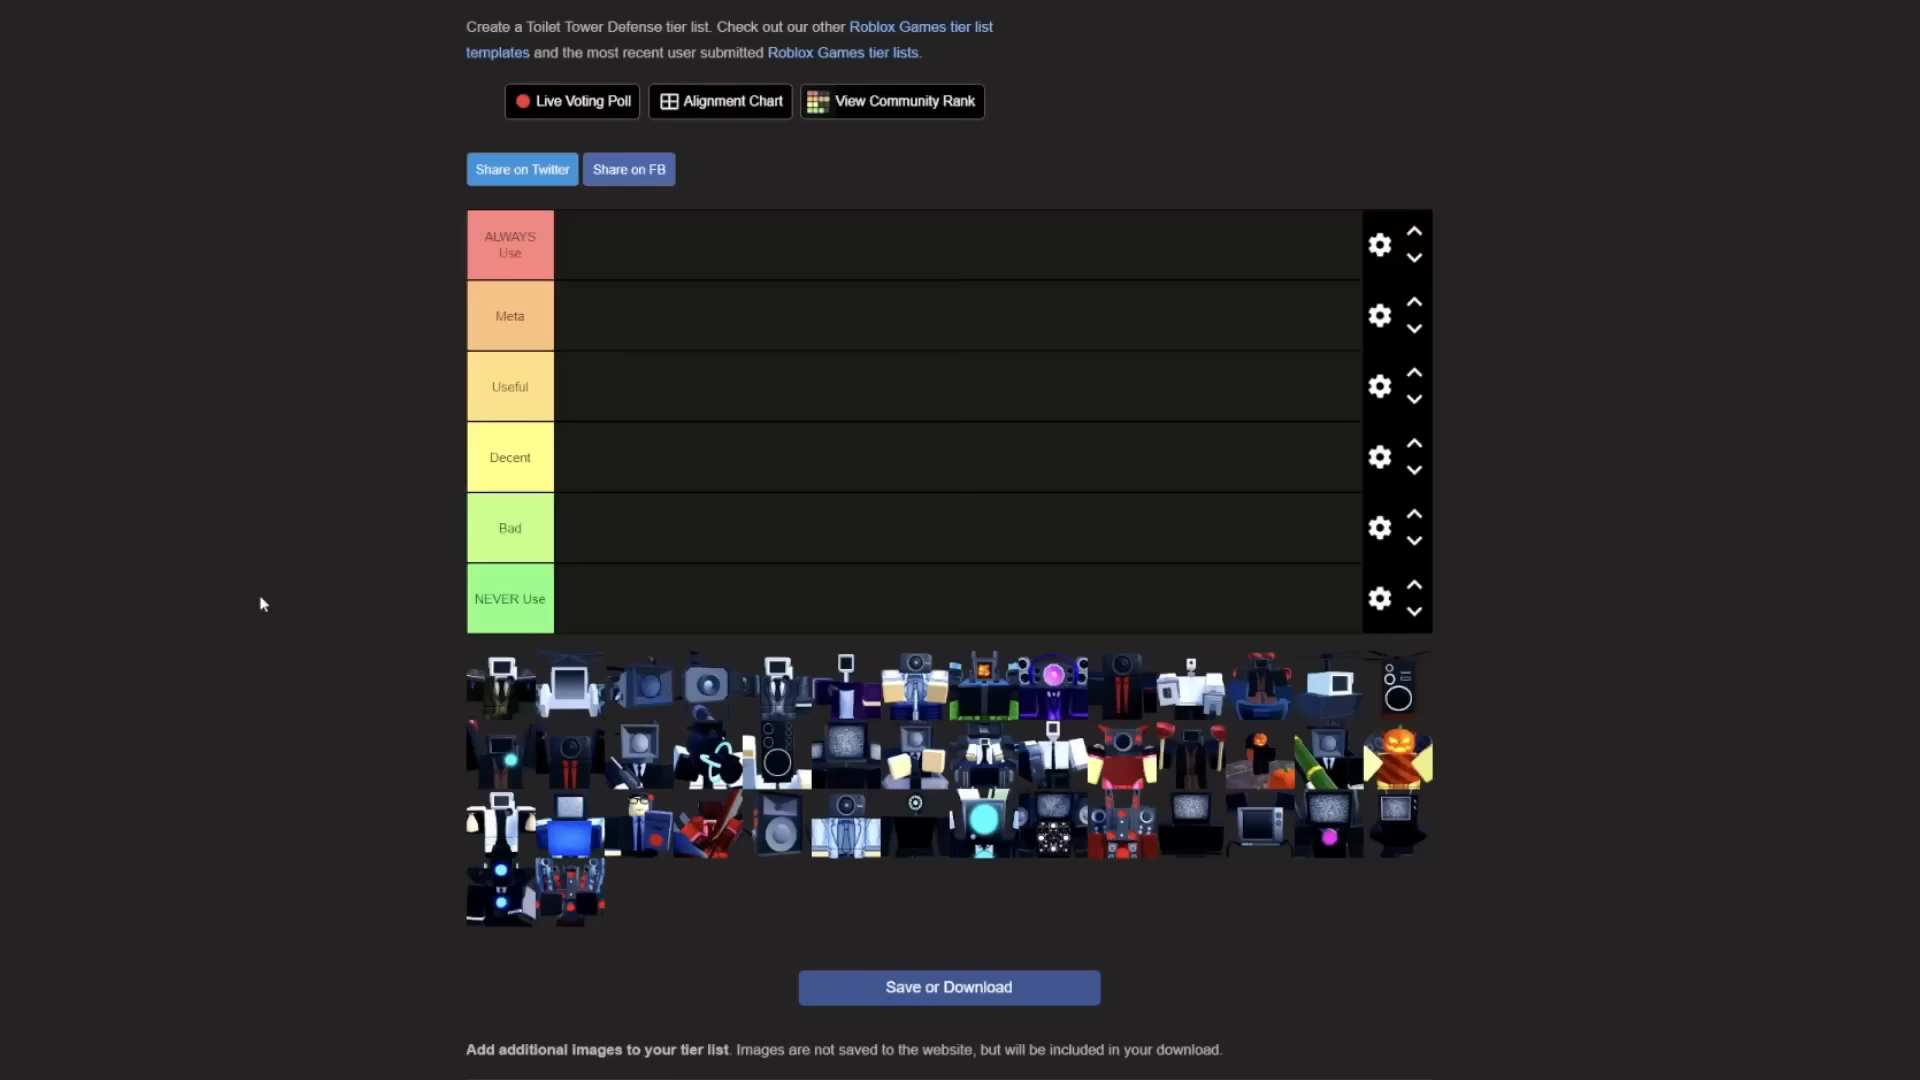 Create a Toilet Tower Defense tier list. Check out our other Roblox Games tier list
templates and the most recent user submitted Roblox Games tier lists.
Live Voting Poll
Alignment Chart
View Community Rank
Share on Twitter
Share on FB
ALWAYS
Use
Meta
Useful
Decent
Bad
NEVER Use
Save or Download
Add additional images to your tier list. Images are not saved to the website, but will be included in your download.